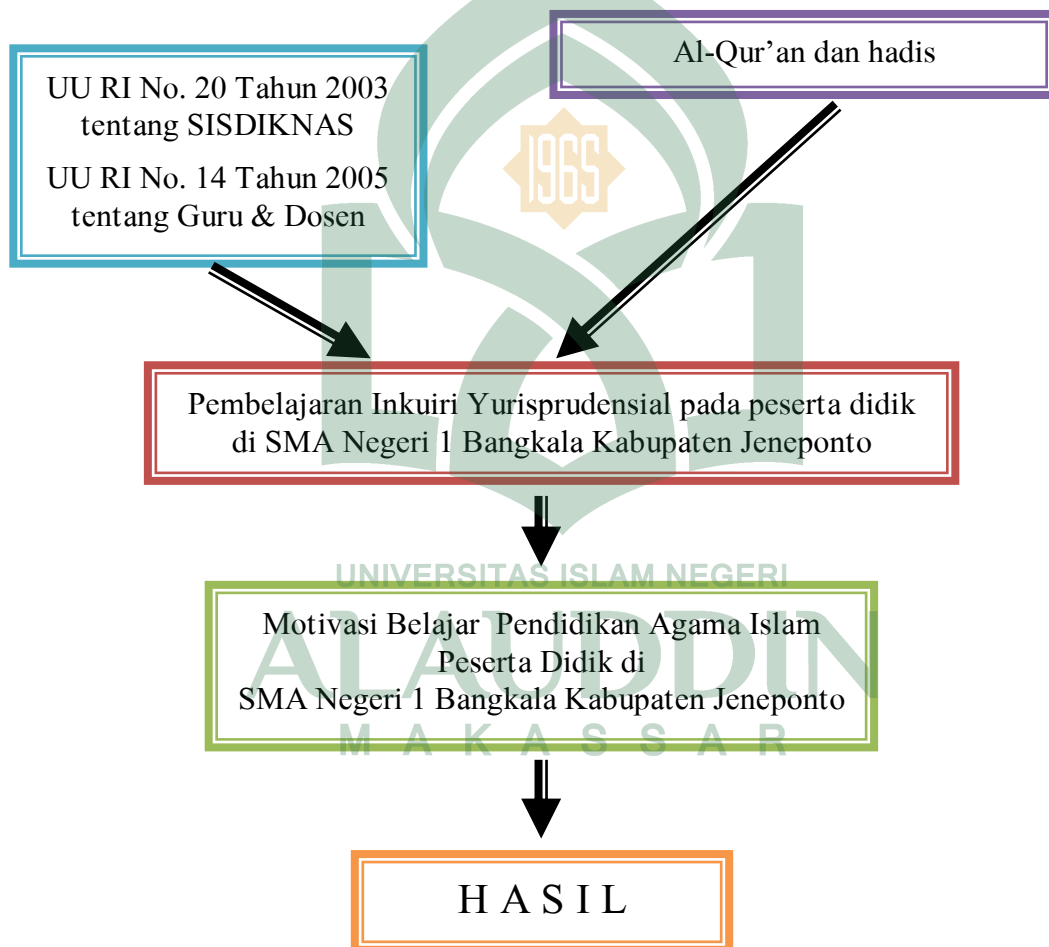 UU RI No. 20 Tahun 2003
tentang SISDIKNAS
UU RI No. 14 Tahun 2005
tentang Guru & Dosen
Al-Qur’an dan hadis
1965
Pembelajaran Inkuiri Yurisprudensial pada peserta didik
di SMA Negeri 1 Bangkala Kabupaten Jeneponto
UNIVERSITAS ISLAM NEGERI
ALAUDDIN
M A K A S S A R
Motivasi Belajar Pendidikan Agama Islam
Peserta Didik di
SMA Negeri 1 Bangkala Kabupaten Jeneponto
H A S I L